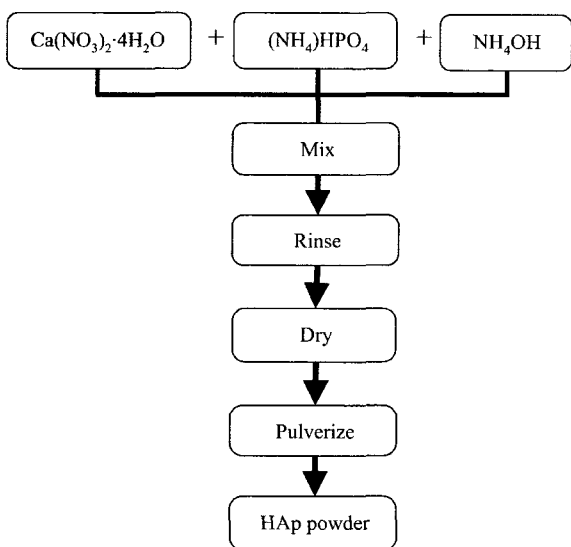 Ca(NO₃)₂·4H₂O + (NH₄)HPO₄ + NH₄OH
Mix
Rinse
Dry
Pulverize
HAp powder